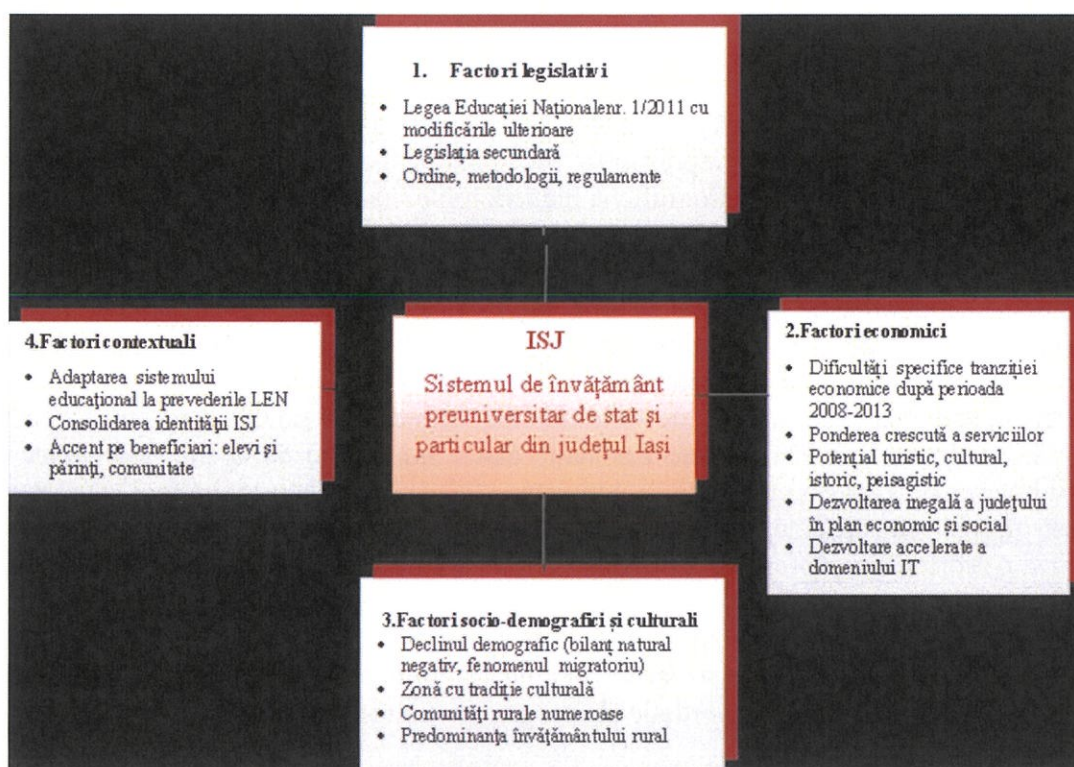 1. Factori legislativi
• Legea Educației Naționalenr. 1/2011 cu
modificările ulterioare
• Legislația secundară
• Ordine, metodologii, regulamente
ISJ
Sistemul de învățământ
preuniversitar de stat și
particular din județul Iași
2.Factori economici
• Dificultăți specifice tranziției
economice după perioada
2008-2013
• Ponderea crescută a serviciilor
• Potențial turistic, cultural,
istoric, peisagistic
• Dezvoltarea inegală a județului
în plan economic și social
• Dezvoltare accelerate a
domeniului IT
3.Factori socio-demografici și culturali
• Declinul demografic (bilanț natural
negativ, fenomenul migratoriu)
• Zonă cu tradiție culturală
• Comunități rurale numeroase
• Predominanța învățământului rural
4.Factori contextuali
• Adaptarea sistemului
educațional la prevederile LEN
• Consolidarea identității ISJ
• Accent pe beneficiari: elevi și
părinți, comunitate